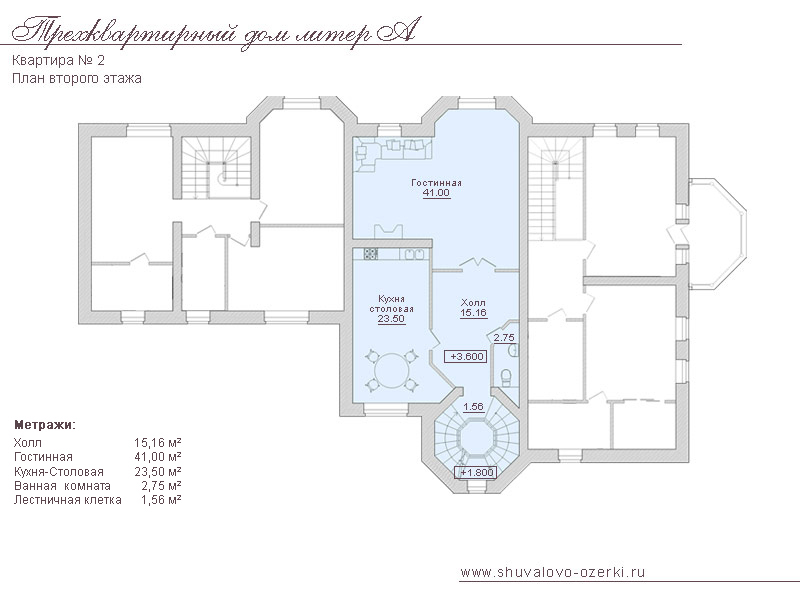 Трехквартирный дом литер А
Квартира № 2
План второго этажа
Гостинная
41.00
Кухня
столовая
23.50
Холл
15.16
2.75
+3.600
1.56
+1.800
Метражи:
Холл 15,16 м²
Гостинная 41,00 м²
Кухня-Столовая 23,50 м²
Ванная комната 2,75 м²
Лестничная клетка 1,56 м²
www.shuvalovo-ozerki.ru